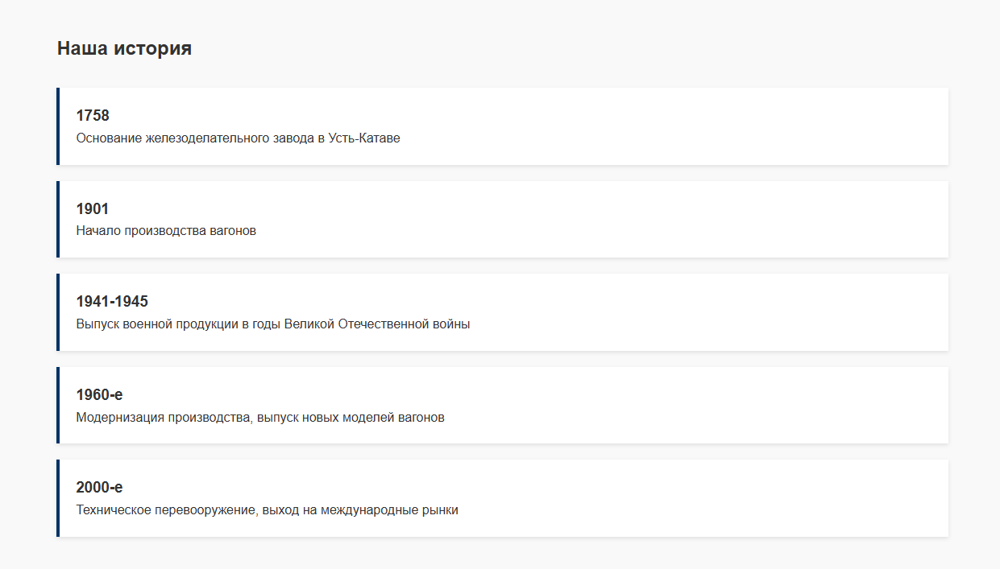 Наша история
1758
Основание железоделательного завода в Усть-Катаве
1901
Начало производства вагонов
1941-1945
Выпуск военной продукции в годы Великой Отечественной войны
1960-е
Модернизация производства, выпуск новых моделей вагонов
2000-е
Техническое перевооружение, выход на международные рынки